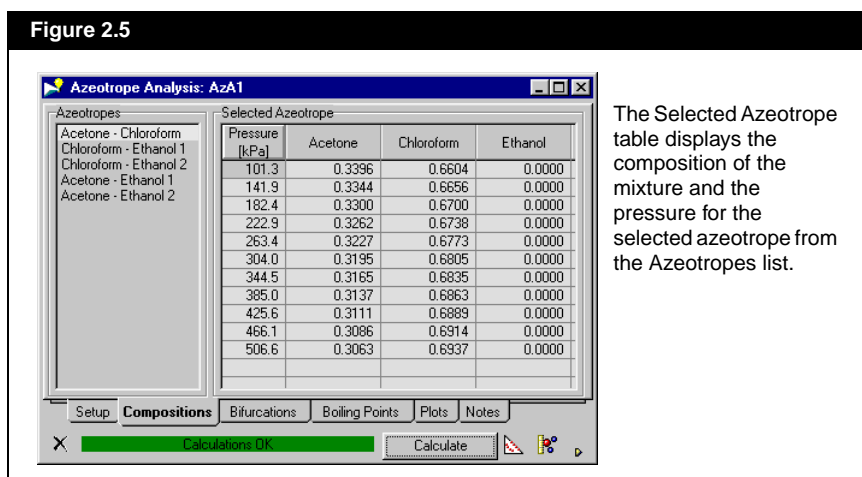 Figure 2.5
Azeotrope Analysis: AzA1
Azeotropes
Acetone - Chloroform
Chloroform - Ethanol 1
Chloroform - Ethanol 2
Acetone - Ethanol 1
Acetone - Ethanol 2
Selected Azeotrope
Pressure [kPa] Acetone Chloroform Ethanol
101.3 0.3396 0.6604 0.0000
141.9 0.3344 0.6656 0.0000
182.4 0.3300 0.6700 0.0000
222.9 0.3262 0.6738 0.0000
263.4 0.3227 0.6773 0.0000
304.0 0.3195 0.6805 0.0000
344.5 0.3165 0.6835 0.0000
385.0 0.3137 0.6863 0.0000
425.6 0.3111 0.6889 0.0000
466.1 0.3086 0.6914 0.0000
506.6 0.3063 0.6937 0.0000
Setup Compositions Bifurcations Boiling Points Plots Notes
Calculations OK Calculate
The Selected Azeotrope
table displays the
composition of the
mixture and the
pressure for the
selected azeotrope from
the Azeotropes list.